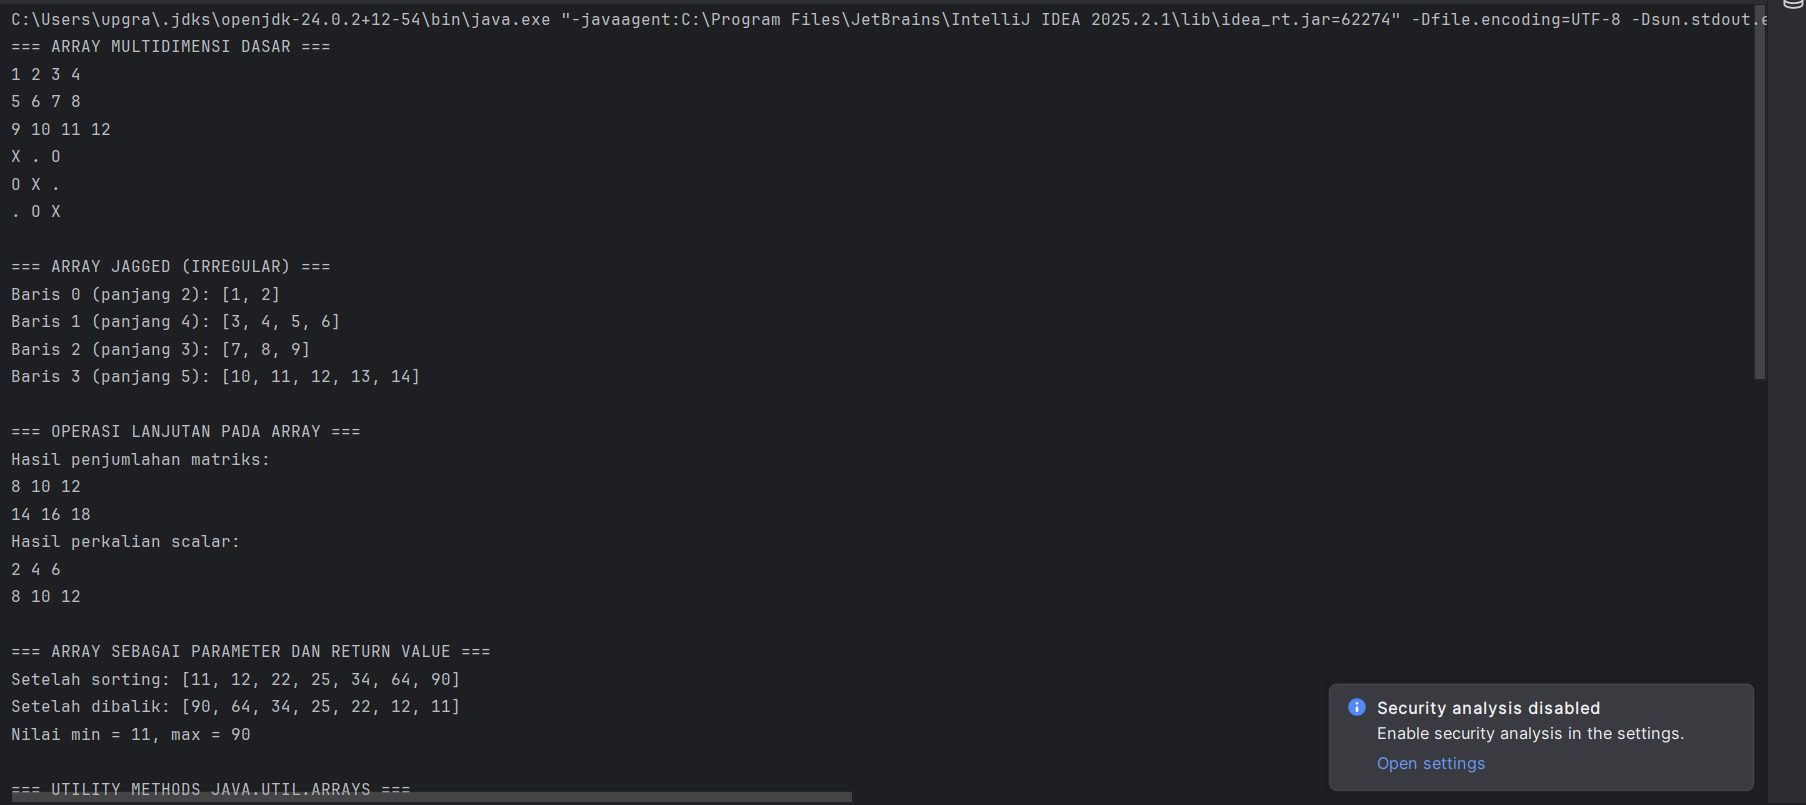 C:\Users\upgra\.jdks\openjdk-24.0.2+12-54\bin\java.exe "-javaagent:C:\Program Files\JetBrains\IntelliJ IDEA 2025.2.1\lib\idea_rt.jar=62274" -Dfile.encoding=UTF-8 -Dsun.stdout.e
=== ARRAY MULTIDIMENSI DASAR ===
1 2 3 4
5 6 7 8
9 10 11 12
X . O
O X .
. O X
=== ARRAY JAGGED (IRREGULAR) ===
Baris 0 (panjang 2): [1, 2]
Baris 1 (panjang 4): [3, 4, 5, 6]
Baris 2 (panjang 3): [7, 8, 9]
Baris 3 (panjang 5): [10, 11, 12, 13, 14]
=== OPERASI LANJUTAN PADA ARRAY ===
Hasil penjumlahan matriks:
8 10 12
14 16 18
Hasil perkalian scalar:
2 4 6
8 10 12
=== ARRAY SEBAGAI PARAMETER DAN RETURN VALUE ===
Setelah sorting: [11, 12, 22, 25, 34, 64, 90]
Setelah dibalik: [90, 64, 34, 25, 22, 12, 11]
Nilai min = 11, max = 90
=== UTILITY METHODS JAVA.UTIL.ARRAYS ===
Security analysis disabled
Enable security analysis in the settings.
Open settings